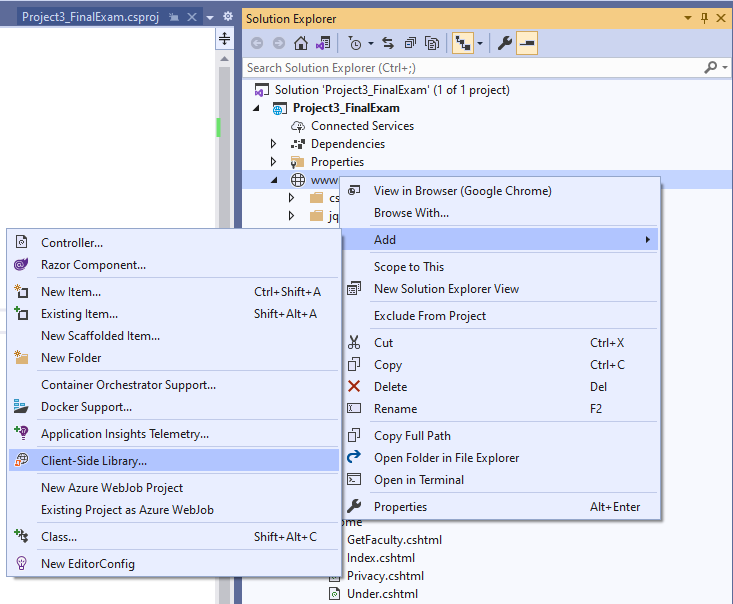 Project3_FinalExam.csproj
Solution Explorer
Search Solution Explorer (Ctrl+;)
Solution 'Project3_FinalExam' (1 of 1 project)
Project3_FinalExam
Connected Services
Dependencies
Properties
www
cs
jq
View in Browser (Google Chrome)
Browse With...
Add
Scope to This
New Solution Explorer View
Exclude From Project
Cut Ctrl+X
Copy Ctrl+C
Delete Del
Rename F2
Copy Full Path
Open Folder in File Explorer
Open in Terminal
Properties Alt+Enter
Controller...
Razor Component...
New Item... Ctrl+Shift+A
Existing Item... Shift+Alt+A
New Scaffolded Item...
New Folder
Container Orchestrator Support...
Docker Support...
Application Insights Telemetry...
Client-Side Library...
New Azure WebJob Project
Existing Project as Azure WebJob
Class... Shift+Alt+C
New EditorConfig
ome
GetFaculty.cshtml
Index.cshtml
Privacy.cshtml
Under.cshtml